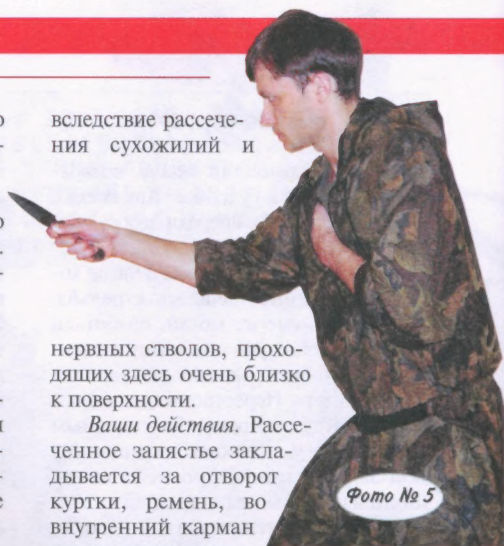 вследствие рассече-
ния сухожилий и
нервных стволов, прохо-
дящих здесь очень близко
к поверхности.
Ваши действия. Рассе-
ченное запястье закла-
дывается за отворот
куртки, ремень, во
внутренний карман
Фото № 5